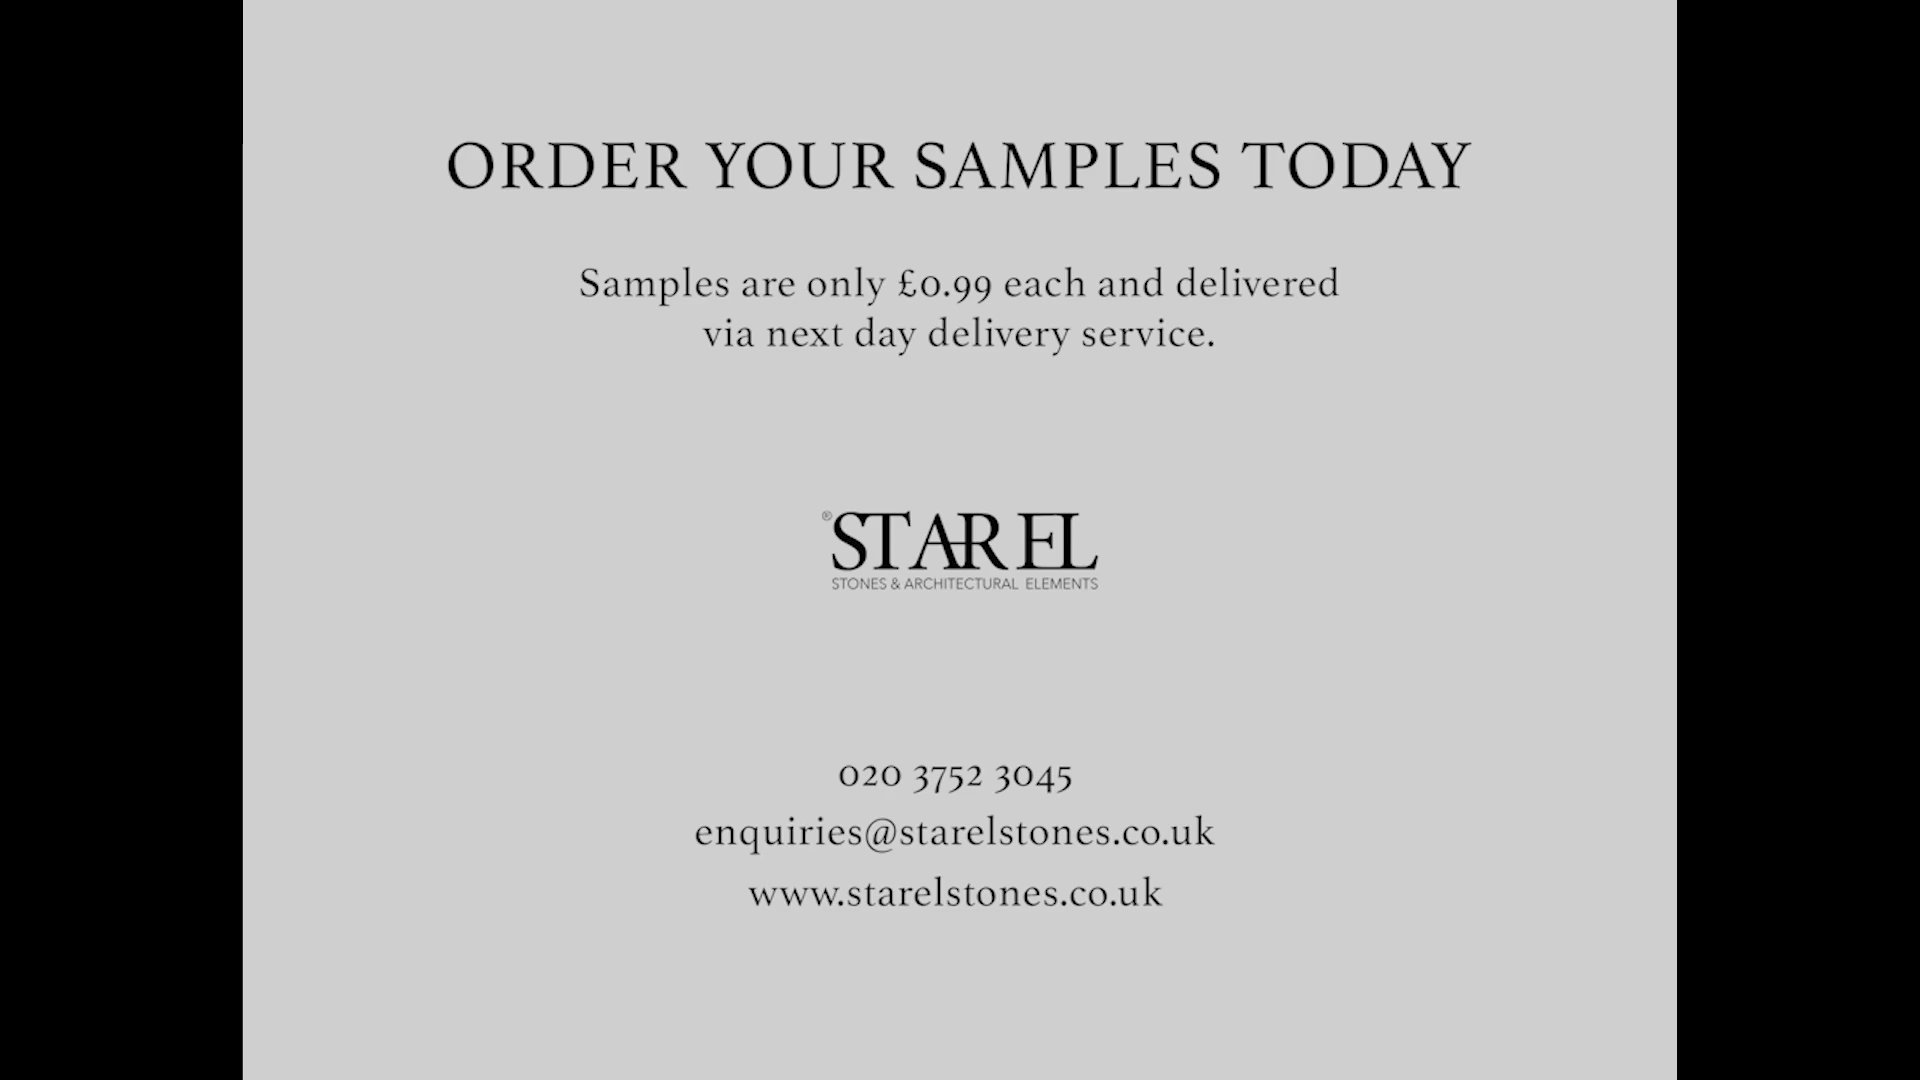 ORDER YOUR SAMPLES TODAY
Samples are only £0.99 each and delivered
via next day delivery service.
®STAREL
STONES & ARCHITECTURAL ELEMENTS
020 3752 3045
enquiries@starelstones.co.uk
www.starelstones.co.uk